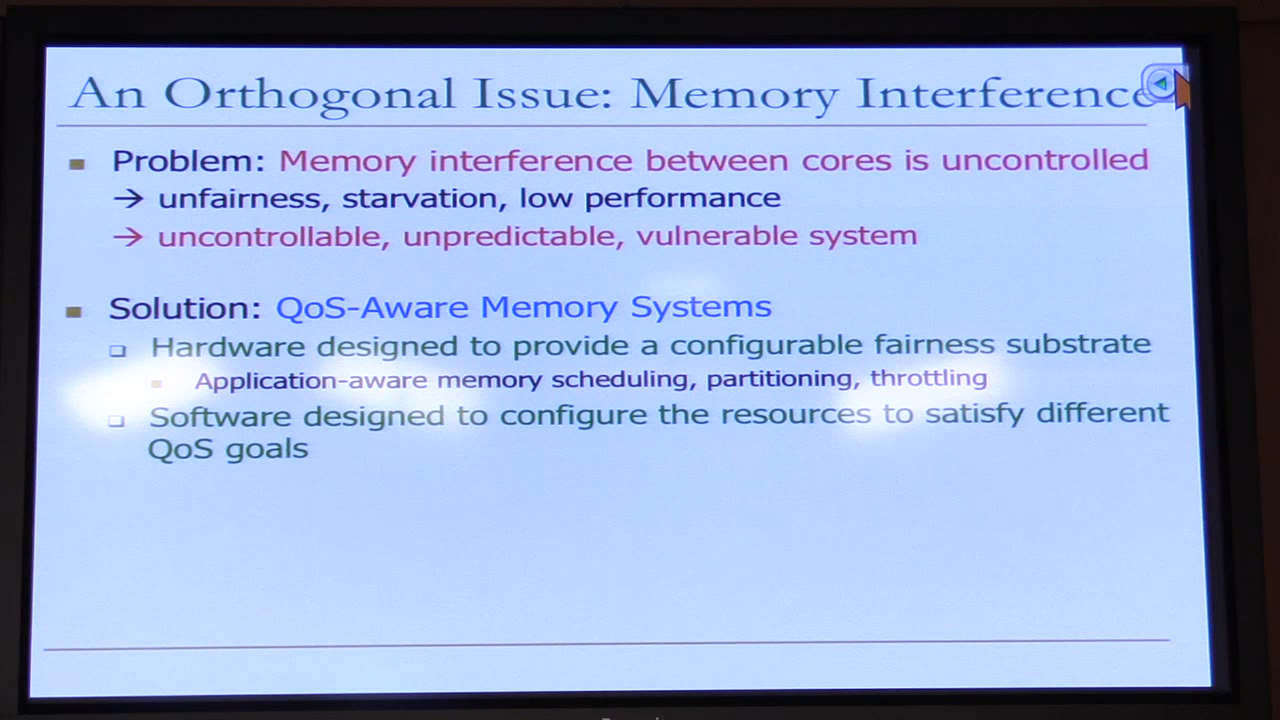 An Orthogonal Issue: Memory Interference
Problem: Memory interference between cores is uncontrolled
→ unfairness, starvation, low performance
→ uncontrollable, unpredictable, vulnerable system
Solution: QoS-Aware Memory Systems
Hardware designed to provide a configurable fairness substrate
Application-aware memory scheduling, partitioning, throttling
Software designed to configure the resources to satisfy different
QoS goals